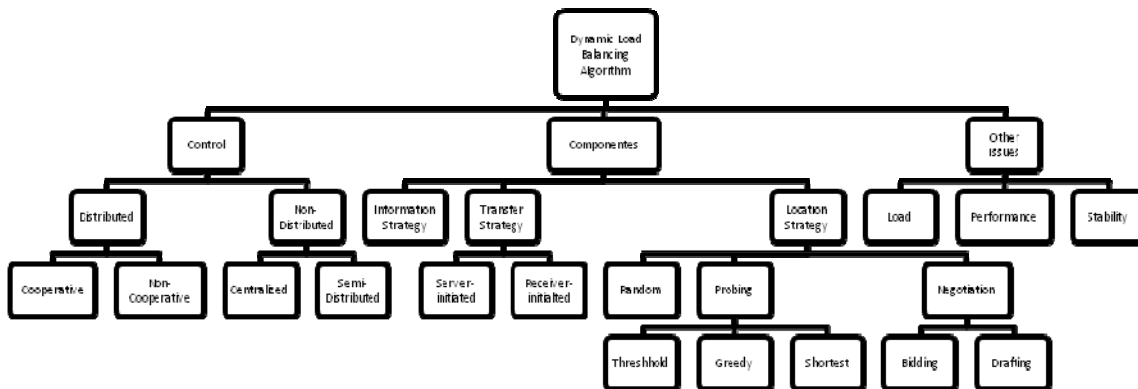 Dynamic Load
Balancing
Algorithm
Control
Componentes
Other
issues
Distributed
Non-
Distributed
Information
Strategy
Transfer
Strategy
Location
Strategy
Load
Performance
Stability
Cooperative
Non-
Cooperative
Centralized
Semi-
Distributed
Server-
initiated
Receiver-
initialted
Random
Probing
Negotiation
Threshhold
Greedy
Shortest
Bidding
Drafting